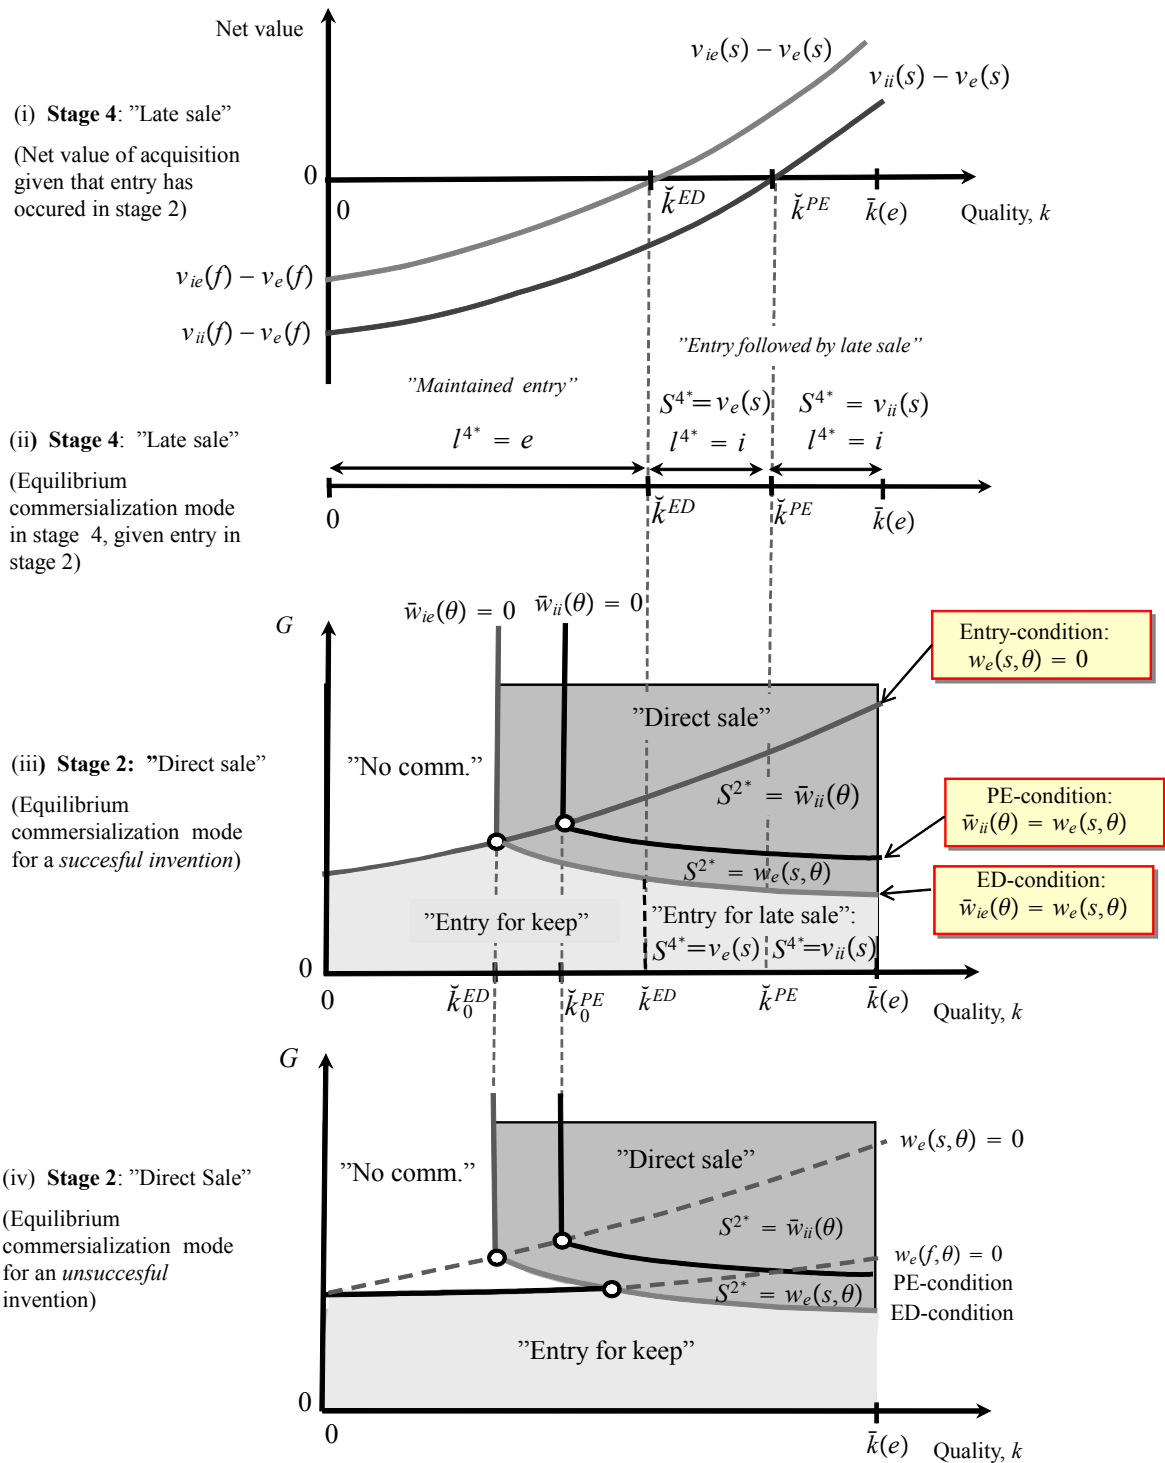 Net value
v_ie(s) − v_e(s)
v_ii(s) − v_e(s)
(i) Stage 4: ”Late sale”
(Net value of acquisition
given that entry has
occured in stage 2)
0
0
k̆^ED
k̆^PE
k̄(e)
Quality, k
v_ie(f) − v_e(f)
v_ii(f) − v_e(f)
”Entry followed by late sale”
”Maintained entry”
S^4* = v_e(s)
S^4* = v_ii(s)
(ii) Stage 4: ”Late sale”
l^4* = e
l^4* = i
l^4* = i
(Equilibrium
commersialization mode
in stage 4, given entry in
stage 2)
0
k̆^ED
k̆^PE
k̄(e)
G
w̄_ie(θ) = 0
w̄_ii(θ) = 0
Entry-condition:
w_e(s,θ) = 0
”Direct sale”
(iii) Stage 2: ”Direct sale”
”No comm.”
(Equilibrium
commersialization mode
for a succesful invention)
S^2* = w̄_ii(θ)
PE-condition:
w̄_ii(θ) = w_e(s,θ)
S^2* = w_e(s,θ)
ED-condition:
w̄_ie(θ) = w_e(s,θ)
”Entry for keep”
”Entry for late sale”:
S^4*=v_e(s)
S^4*=v_ii(s)
0
0
k̆_0^ED
k̆_0^PE
k̆^ED
k̆^PE
k̄(e)
Quality, k
G
w_e(s,θ) = 0
(iv) Stage 2: ”Direct Sale”
”No comm.”
”Direct sale”
(Equilibrium
commersialization mode
for an unsuccesful
invention)
S^2* = w̄_ii(θ)
w_e(f,θ) = 0
PE-condition
S^2* = w_e(s,θ)
ED-condition
”Entry for keep”
0
0
k̄(e)
Quality, k